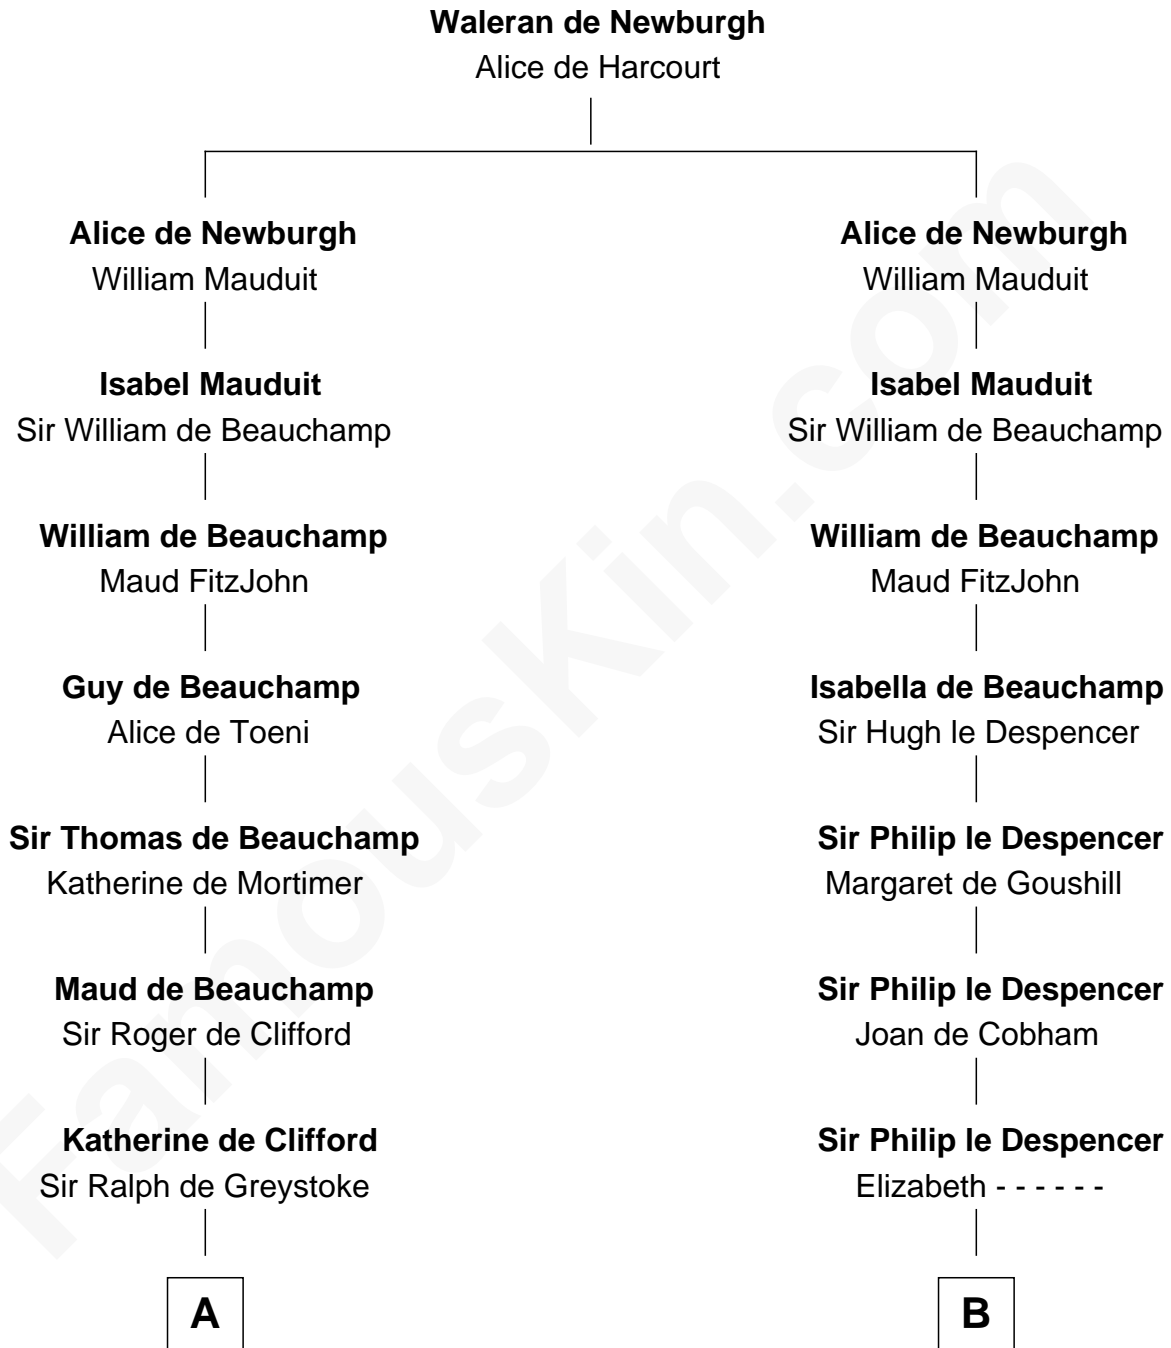 Waleran de Newburgh
Alice de Harcourt
Alice de Newburgh
William Mauduit
Alice de Newburgh
William Mauduit
Isabel Mauduit
Sir William de Beauchamp
Isabel Mauduit
Sir William de Beauchamp
William de Beauchamp
Maud FitzJohn
William de Beauchamp
Maud FitzJohn
Guy de Beauchamp
Alice de Toeni
Isabella de Beauchamp
Sir Hugh le Despencer
Sir Thomas de Beauchamp
Katherine de Mortimer
Sir Philip le Despencer
Margaret de Goushill
Maud de Beauchamp
Sir Roger de Clifford
Sir Philip le Despencer
Joan de Cobham
Katherine de Clifford
Sir Ralph de Greystoke
Sir Philip le Despencer
Elizabeth - - - - - -
A
B
FamousKin.com